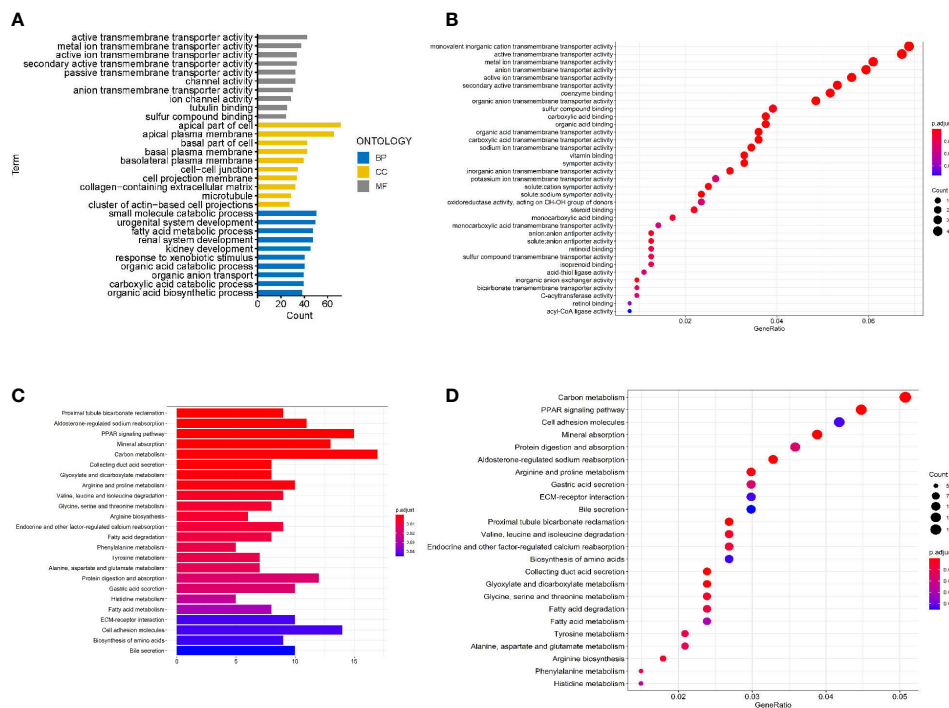 A
active transmembrane transporter activity
metal ion transmembrane transporter activity
active ion transmembrane transporter activity
secondary active transmembrane transporter activity
passive transmembrane transporter activity
channel activity
anion transmembrane transporter activity
ion channel activity
tubulin binding
sulfur compound binding
apical part of cell
apical plasma membrane
basal part of cell
basal plasma membrane
basolateral plasma membrane
cell-cell junction
cell projection membrane
collagen-containing extracellular matrix
microtubule
cluster of actin-based cell projections
small molecule catabolic process
urogenital system development
fatty acid metabolic process
renal system development
kidney development
response to xenobiotic stimulus
organic acid catabolic process
organic anion transport
carboxylic acid catabolic process
organic acid biosynthetic process
Term
0 20 40 60
Count
ONTOLOGY
BP
CC
MF
B
monovalent inorganic cation transmembrane transporter activity
active transmembrane transporter activity
metal ion transmembrane transporter activity
anion transmembrane transporter activity
active ion transmembrane transporter activity
secondary active transmembrane transporter activity
coenzyme binding
organic anion transmembrane transporter activity
sulfur compound binding
carboxylic acid binding
organic acid binding
organic acid transmembrane transporter activity
carboxylic acid transmembrane transporter activity
sodium ion transmembrane transporter activity
vitamin binding
symporter activity
inorganic anion transmembrane transporter activity
potassium ion transmembrane transporter activity
solute:cation symporter activity
solute:sodium symporter activity
oxidoreductase activity, acting on CH-OH group of donors
steroid binding
monocarboxylic acid binding
monocarboxylic acid transmembrane transporter activity
anion:anion antiporter activity
solute:anion antiporter activity
retinoid binding
sulfur compound transmembrane transporter activity
isoprenoid binding
acid-thiol ligase activity
inorganic anion exchanger activity
bicarbonate transmembrane transporter activity
C-acyltransferase activity
retinol binding
acyl-CoA ligase activity
0.02 0.04 0.06
GeneRatio
p.adjust
Count
C
Proximal tubule bicarbonate reclamation
Aldosterone-regulated sodium reabsorption
PPAR signaling pathway
Mineral absorption
Carbon metabolism
Collecting duct acid secretion
Glyoxylate and dicarboxylate metabolism
Arginine and proline metabolism
Valine, leucine and isoleucine degradation
Glycine, serine and threonine metabolism
Arginine biosynthesis
Endocrine and other factor-regulated calcium reabsorption
Fatty acid degradation
Phenylalanine metabolism
Tyrosine metabolism
Alanine, aspartate and glutamate metabolism
Protein digestion and absorption
Gastric acid secretion
Histidine metabolism
Fatty acid metabolism
ECM-receptor interaction
Cell adhesion molecules
Biosynthesis of amino acids
Bile secretion
0 5 10 15
p.adjust
D
Carbon metabolism
PPAR signaling pathway
Cell adhesion molecules
Mineral absorption
Protein digestion and absorption
Aldosterone-regulated sodium reabsorption
Arginine and proline metabolism
Gastric acid secretion
ECM-receptor interaction
Bile secretion
Proximal tubule bicarbonate reclamation
Valine, leucine and isoleucine degradation
Endocrine and other factor-regulated calcium reabsorption
Biosynthesis of amino acids
Collecting duct acid secretion
Glyoxylate and dicarboxylate metabolism
Glycine, serine and threonine metabolism
Fatty acid degradation
Fatty acid metabolism
Tyrosine metabolism
Alanine, aspartate and glutamate metabolism
Arginine biosynthesis
Phenylalanine metabolism
Histidine metabolism
0.02 0.03 0.04 0.05
GeneRatio
Count